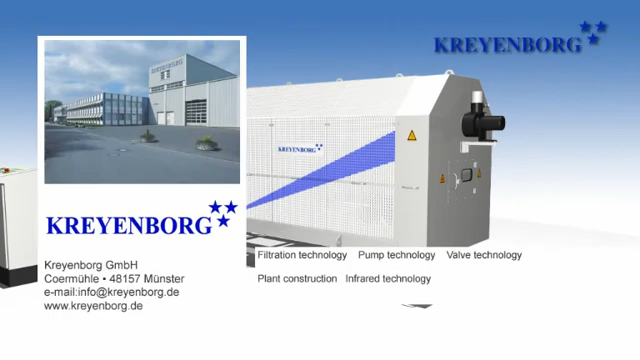 KREYENBORG
KREYENBORG
KREYENBORG
KREYENBORG
Kreyenborg GmbH
Coermühle • 48157 Münster
e-mail:info@kreyenborg.de
www.kreyenborg.de
Filtration technology Pump technology Valve technology
Plant construction Infrared technology